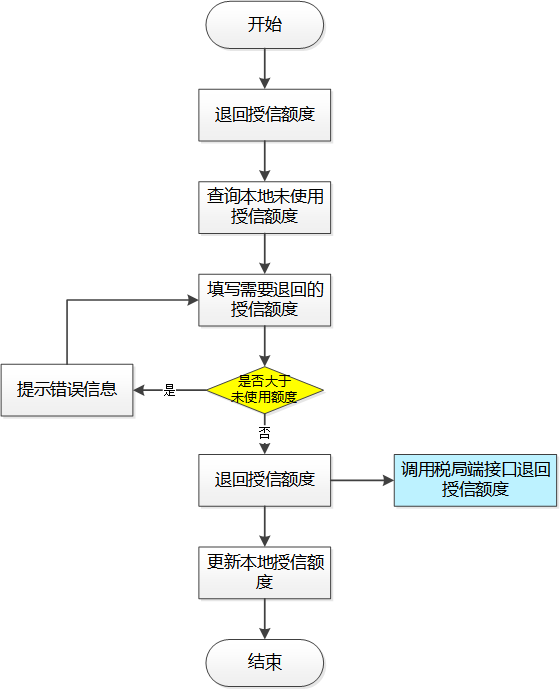 开始
退回授信额度
查询本地未使用
授信额度
填写需要退回的
授信额度
是否大于
未使用额度
是
提示错误信息
否
退回授信额度
调用税局端接口退回
授信额度
更新本地授信额
度
结束